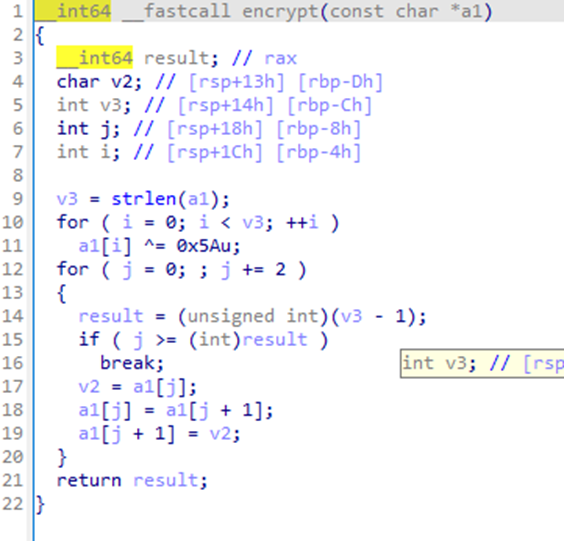 1 __int64 __fastcall encrypt(const char *a1)
2 {
3   __int64 result; // rax
4   char v2; // [rsp+13h] [rbp-Dh]
5   int v3; // [rsp+14h] [rbp-Ch]
6   int j; // [rsp+18h] [rbp-8h]
7   int i; // [rsp+1Ch] [rbp-4h]
8
9   v3 = strlen(a1);
10   for ( i = 0; i < v3; ++i )
11     a1[i] ^= 0x5Au;
12   for ( j = 0; ; j += 2 )
13   {
14     result = (unsigned int)(v3 - 1);
15     if ( j >= (int)result )
16       break; int v3; // [rsp
17     v2 = a1[j];
18     a1[j] = a1[j + 1];
19     a1[j + 1] = v2;
20   }
21   return result;
22 }